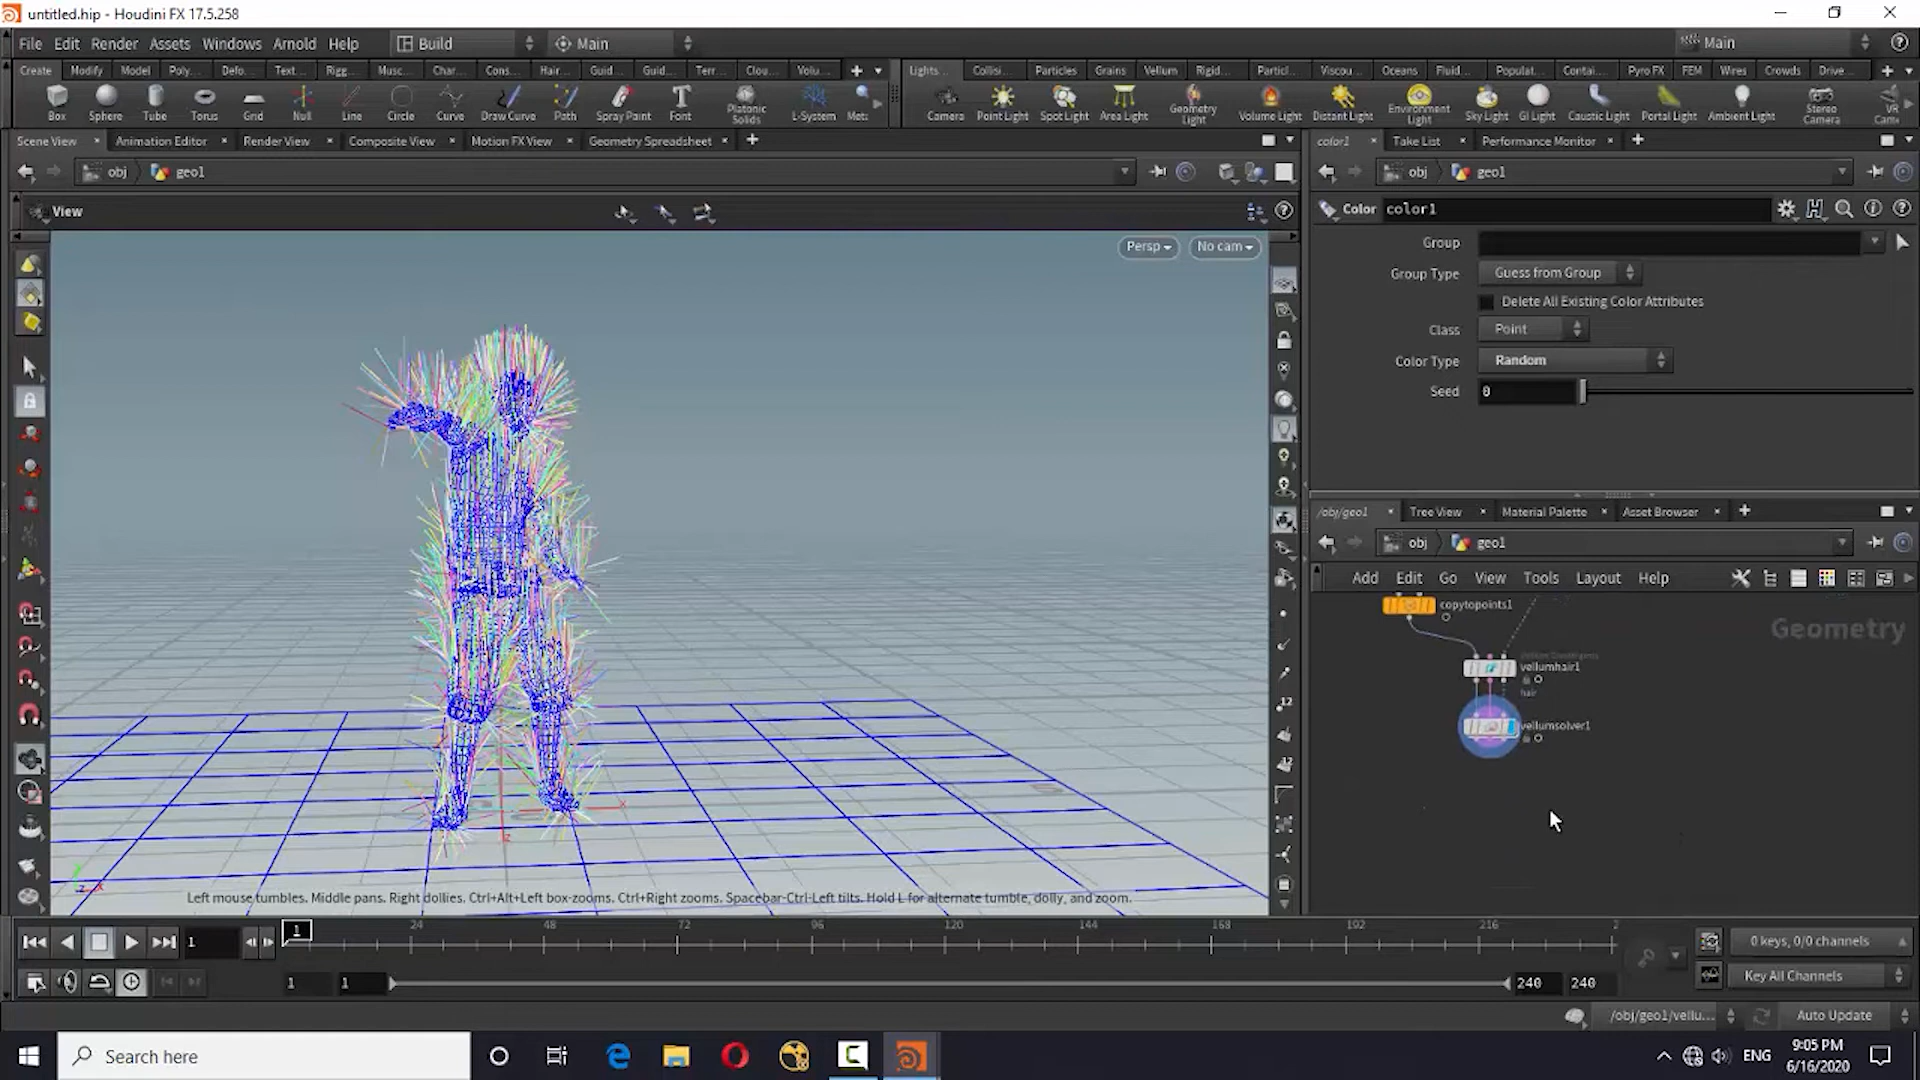 untitled.hip - Houdini FX 17.5.258
File Edit Render Assets Windows Arnold Help Build Main Main
Create Modify Model Poly... Defo... Text... Rigg... Musc... Char... Cons... Hair... Guid... Guid... Terr... Clou... Volu...
Lights... Collisi... Particles Grains Vellum Rigid... Particl... Viscou... Oceans Fluid... Populat... Contai... Pyro FX FEM Wires Crowds Drive...
Box Sphere Tube Torus Grid Null Line Circle Curve Draw Curve Path Spray Paint Font Platonic Solids L-System Met:
Camera Point Light Spot Light Area Light Geometry Light Volume Light Distant Light Environment Light Sky Light GI Light Caustic Light Portal Light Ambient Light Stereo Camera VR Cam
Scene View Animation Editor Render View Composite View Motion FX View Geometry Spreadsheet
color1 Take List Performance Monitor
obj geo1
obj geo1
View
Color color1
Persp No cam
Group
Group Type Guess from Group
Delete All Existing Color Attributes
Class Point
Color Type Random
Seed 0
/obj/geo1 Tree View Material Palette Asset Browser
obj geo1
Add Edit Go View Tools Layout Help
copytopoints1
Geometry
vellumhair1
hair
vellumsolver1
Left mouse tumbles. Middle pans. Right dollies. Ctrl+Alt+Left box-zooms. Ctrl+Right zooms. Spacebar-Ctrl-Left tilts. Hold L for alternate tumble, dolly, and zoom.
1 1 24 48 72 96 120 144 168 192 216 2
0 keys, 0/0 channels
1 1 240 240
Key All Channels
/obj/geo1/vellu... Auto Update
Search here
ENG
9:05 PM
6/16/2020